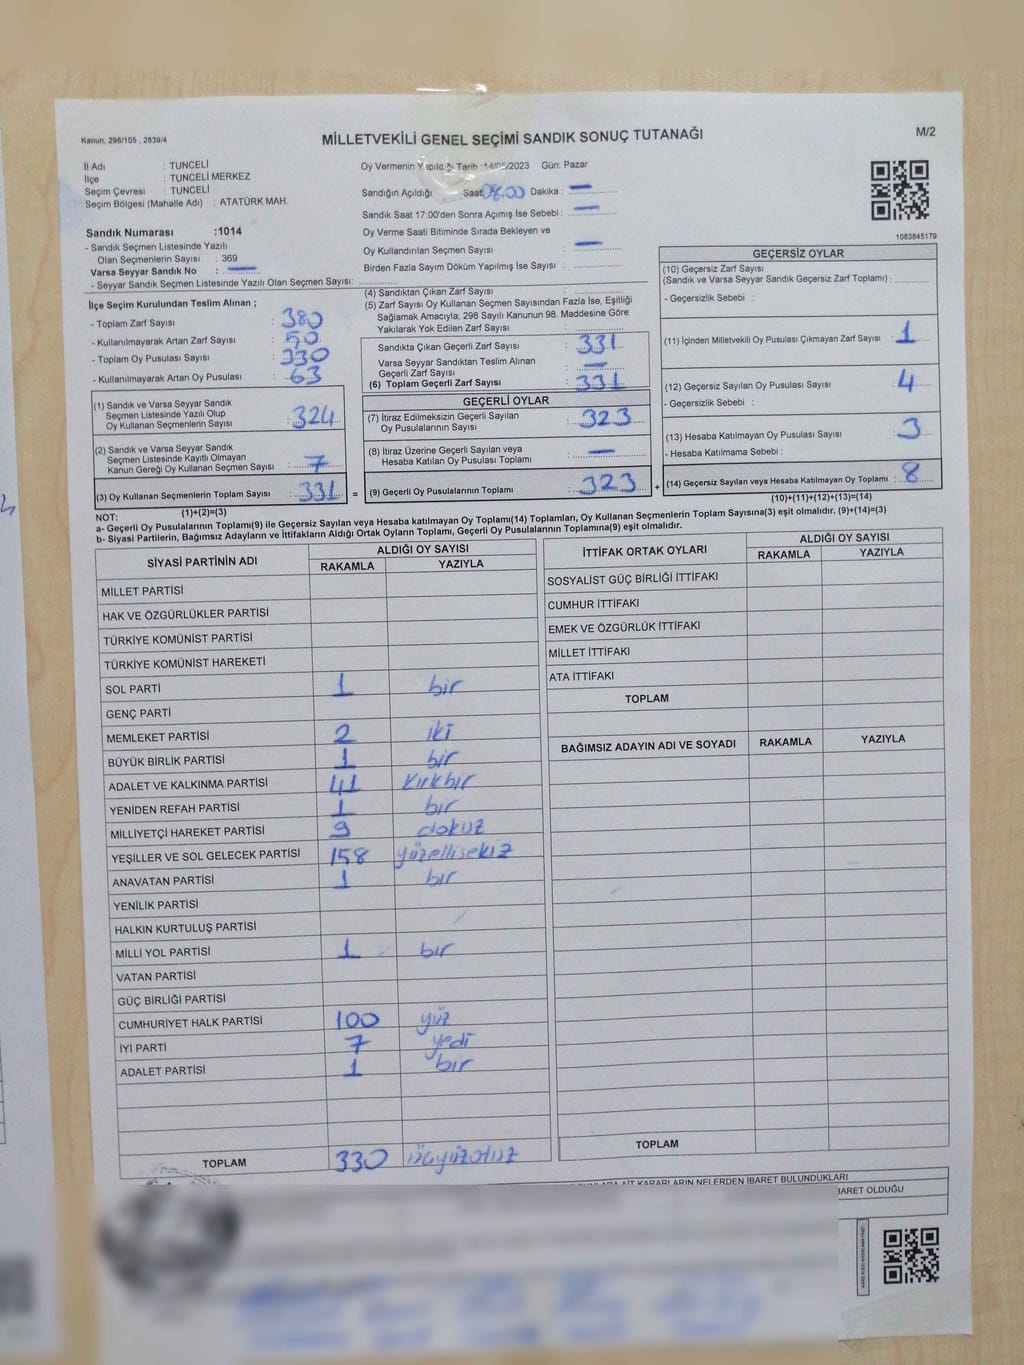 Kanun, 298/105 , 2839/4
MİLLETVEKİLİ GENEL SEÇİMİ SANDIK SONUÇ TUTANAĞI
M/2
İl Adı : TUNCELİ
İlçe : TUNCELİ MERKEZ
Seçim Çevresi : TUNCELİ
Seçim Bölgesi (Mahalle Adı) : ATATÜRK MAH.
Sandık Numarası :1014
- Sandık Seçmen Listesinde Yazılı
Olan Seçmenlerin Sayısı : 369
Varsa Seyyar Sandık No : —
- Seyyar Sandık Seçmen Listesinde Yazılı Olan Seçmen Sayısı:
Oy Vermenin Yapıldığı Tarih :14/05/2023 Gün: Pazar
Sandığın Açıldığı Saat: 08.00 Dakika : —
Sandık Saat 17:00'den Sonra Açımış İse Sebebi : —
Oy Verme Saati Bitiminde Sırada Bekleyen ve
Oy Kullandırılan Seçmen Sayısı : —
Birden Fazla Sayım Döküm Yapılmış İse Sayısı :
1083845179
İlçe Seçim Kurulundan Teslim Alınan ;
- Toplam Zarf Sayısı : 380
- Kullanılmayarak Artan Zarf Sayısı : 50
- Toplam Oy Pusulası Sayısı : 330
- Kullanılmayarak Artan Oy Pusulası : 63
(1) Sandık ve Varsa Seyyar Sandık
Seçmen Listesinde Yazılı Olup
Oy Kullanan Seçmenlerin Sayısı : 324
(2) Sandık ve Varsa Seyyar Sandık
Seçmen Listesinde Kayıtlı Olmayan
Kanun Gereği Oy Kullanan Seçmen Sayısı : 7
(3) Oy Kullanan Seçmenlerin Toplam Sayısı : 331
(1)+(2)=(3)
(4) Sandıktan Çıkan Zarf Sayısı :
(5) Zarf Sayısı Oy Kullanan Seçmen Sayısından Fazla İse, Eşitliği
Sağlamak Amacıyla; 298 Sayılı Kanunun 98. Maddesine Göre
Yakılarak Yok Edilen Zarf Sayısı :
Sandıkta Çıkan Geçerli Zarf Sayısı : 331
Varsa Seyyar Sandıktan Teslim Alınan
Geçerli Zarf Sayısı : —
(6) Toplam Geçerli Zarf Sayısı : 331
GEÇERLİ OYLAR
(7) İtiraz Edilmeksizin Geçerli Sayılan
Oy Pusulalarının Sayısı : 323
(8) İtiraz Üzerine Geçerli Sayılan veya
Hesaba Katılan Oy Pusulası Toplamı : —
= (9) Geçerli Oy Pusulalarının Toplamı : 323 +
GEÇERSİZ OYLAR
(10) Geçersiz Zarf Sayısı
(Sandık ve Varsa Seyyar Sandık Geçersiz Zarf Toplamı) :
- Geçersizlik Sebebi :
(11) İçinden Milletvekili Oy Pusulası Çıkmayan Zarf Sayısı : 1
(12) Geçersiz Sayılan Oy Pusulası Sayısı : 4
- Geçersizlik Sebebi :
(13) Hesaba Katılmayan Oy Pusulası Sayısı : 3
- Hesaba Katılmama Sebebi :
(14) Geçersiz Sayılan veya Hesaba Katılmayan Oy Toplamı : 8
(10)+(11)+(12)+(13)=(14)
NOT:
a- Geçerli Oy Pusulalarının Toplamı(9) ile Geçersiz Sayılan veya Hesaba katılmayan Oy Toplamı(14) Toplamları, Oy Kullanan Seçmenlerin Toplam Sayısına(3) eşit olmalıdır. (9)+(14)=(3)
b- Siyasi Partilerin, Bağımsız Adayların ve İttifakların Aldığı Ortak Oyların Toplamı, Geçerli Oy Pusulalarının Toplamına(9) eşit olmalıdır.
SİYASİ PARTİNİN ADI ALDIĞI OY SAYISI
RAKAMLA YAZIYLA
MİLLET PARTİSİ
HAK VE ÖZGÜRLÜKLER PARTİSİ
TÜRKİYE KOMÜNİST PARTİSİ
TÜRKİYE KOMÜNİST HAREKETİ
SOL PARTİ 1 bir
GENÇ PARTİ
MEMLEKET PARTİSİ 2 iki
BÜYÜK BİRLİK PARTİSİ 1 bir
ADALET VE KALKINMA PARTİSİ 41 Kırkbir
YENİDEN REFAH PARTİSİ 1 bir
MİLLİYETÇİ HAREKET PARTİSİ 9 dokuz
YEŞİLLER VE SOL GELECEK PARTİSİ 158 yüzellisekiz
ANAVATAN PARTİSİ 1 bir
YENİLİK PARTİSİ
HALKIN KURTULUŞ PARTİSİ
MİLLİ YOL PARTİSİ 1 bir
VATAN PARTİSİ
GÜÇ BİRLİĞİ PARTİSİ
CUMHURİYET HALK PARTİSİ 100 yüz
İYİ PARTİ 7 yedi
ADALET PARTİSİ 1 bir
TOPLAM 330 üçyüzotuz
İTTİFAK ORTAK OYLARI ALDIĞI OY SAYISI
RAKAMLA YAZIYLA
SOSYALİST GÜÇ BİRLİĞİ İTTİFAKI
CUMHUR İTTİFAKI
EMEK VE ÖZGÜRLÜK İTTİFAKI
MİLLET İTTİFAKI
ATA İTTİFAKI
TOPLAM
BAĞIMSIZ ADAYIN ADI VE SOYADI RAKAMLA YAZIYLA
TOPLAM
AİT KARARLARIN NELERDEN İBARET BULUNDUKLARI
İBARET OLDUĞU